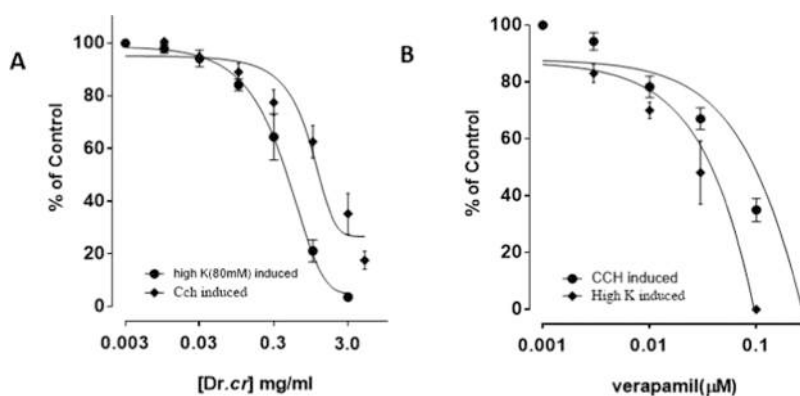 A
% of Control
100
80
60
40
20
0
high K(80mM) induced
Cch induced
0.003
0.03
0.3
3.0
[Dr.cr] mg/ml
B
% of Control
100
80
60
40
20
0
CCH induced
High K induced
0.001
0.01
0.1
verapamil(μM)